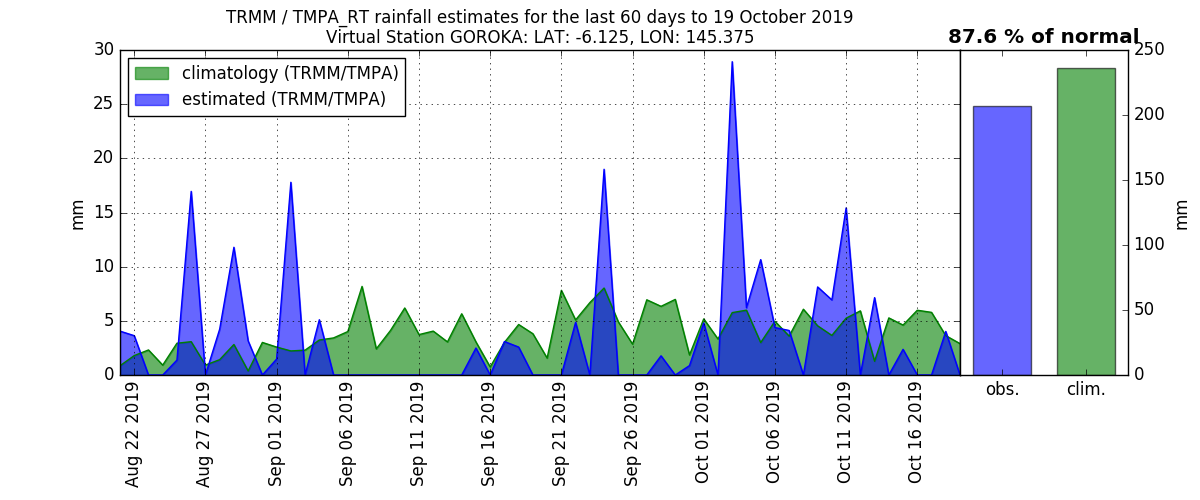 TRMM / TMPA_RT rainfall estimates for the last 60 days to 19 October 2019
Virtual Station GOROKA: LAT: -6.125, LON: 145.375
87.6 % of normal
climatology (TRMM/TMPA)
estimated (TRMM/TMPA)
30
25
20
15
10
5
0
mm
250
200
150
100
50
0
mm
obs. clim.
Aug 22 2019
Aug 27 2019
Sep 01 2019
Sep 06 2019
Sep 11 2019
Sep 16 2019
Sep 21 2019
Sep 26 2019
Oct 01 2019
Oct 06 2019
Oct 11 2019
Oct 16 2019